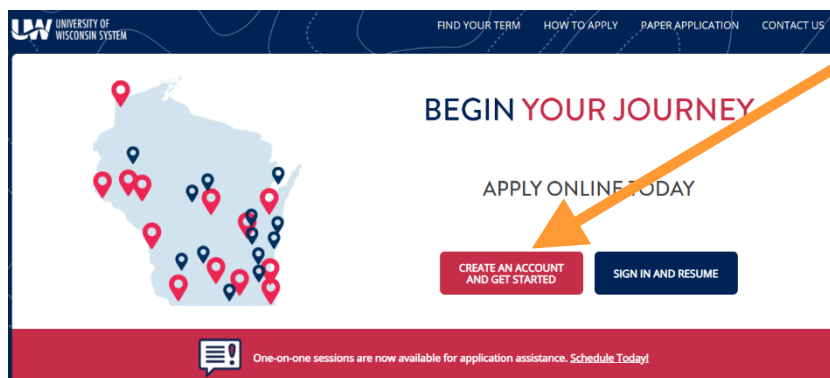 UW UNIVERSITY OF
WISCONSIN SYSTEM
FIND YOUR TERM HOW TO APPLY PAPER APPLICATION CONTACT US
BEGIN YOUR JOURNEY
APPLY ONLINE TODAY
CREATE AN ACCOUNT
AND GET STARTED
SIGN IN AND RESUME
One-on-one sessions are now available for application assistance. Schedule Today!